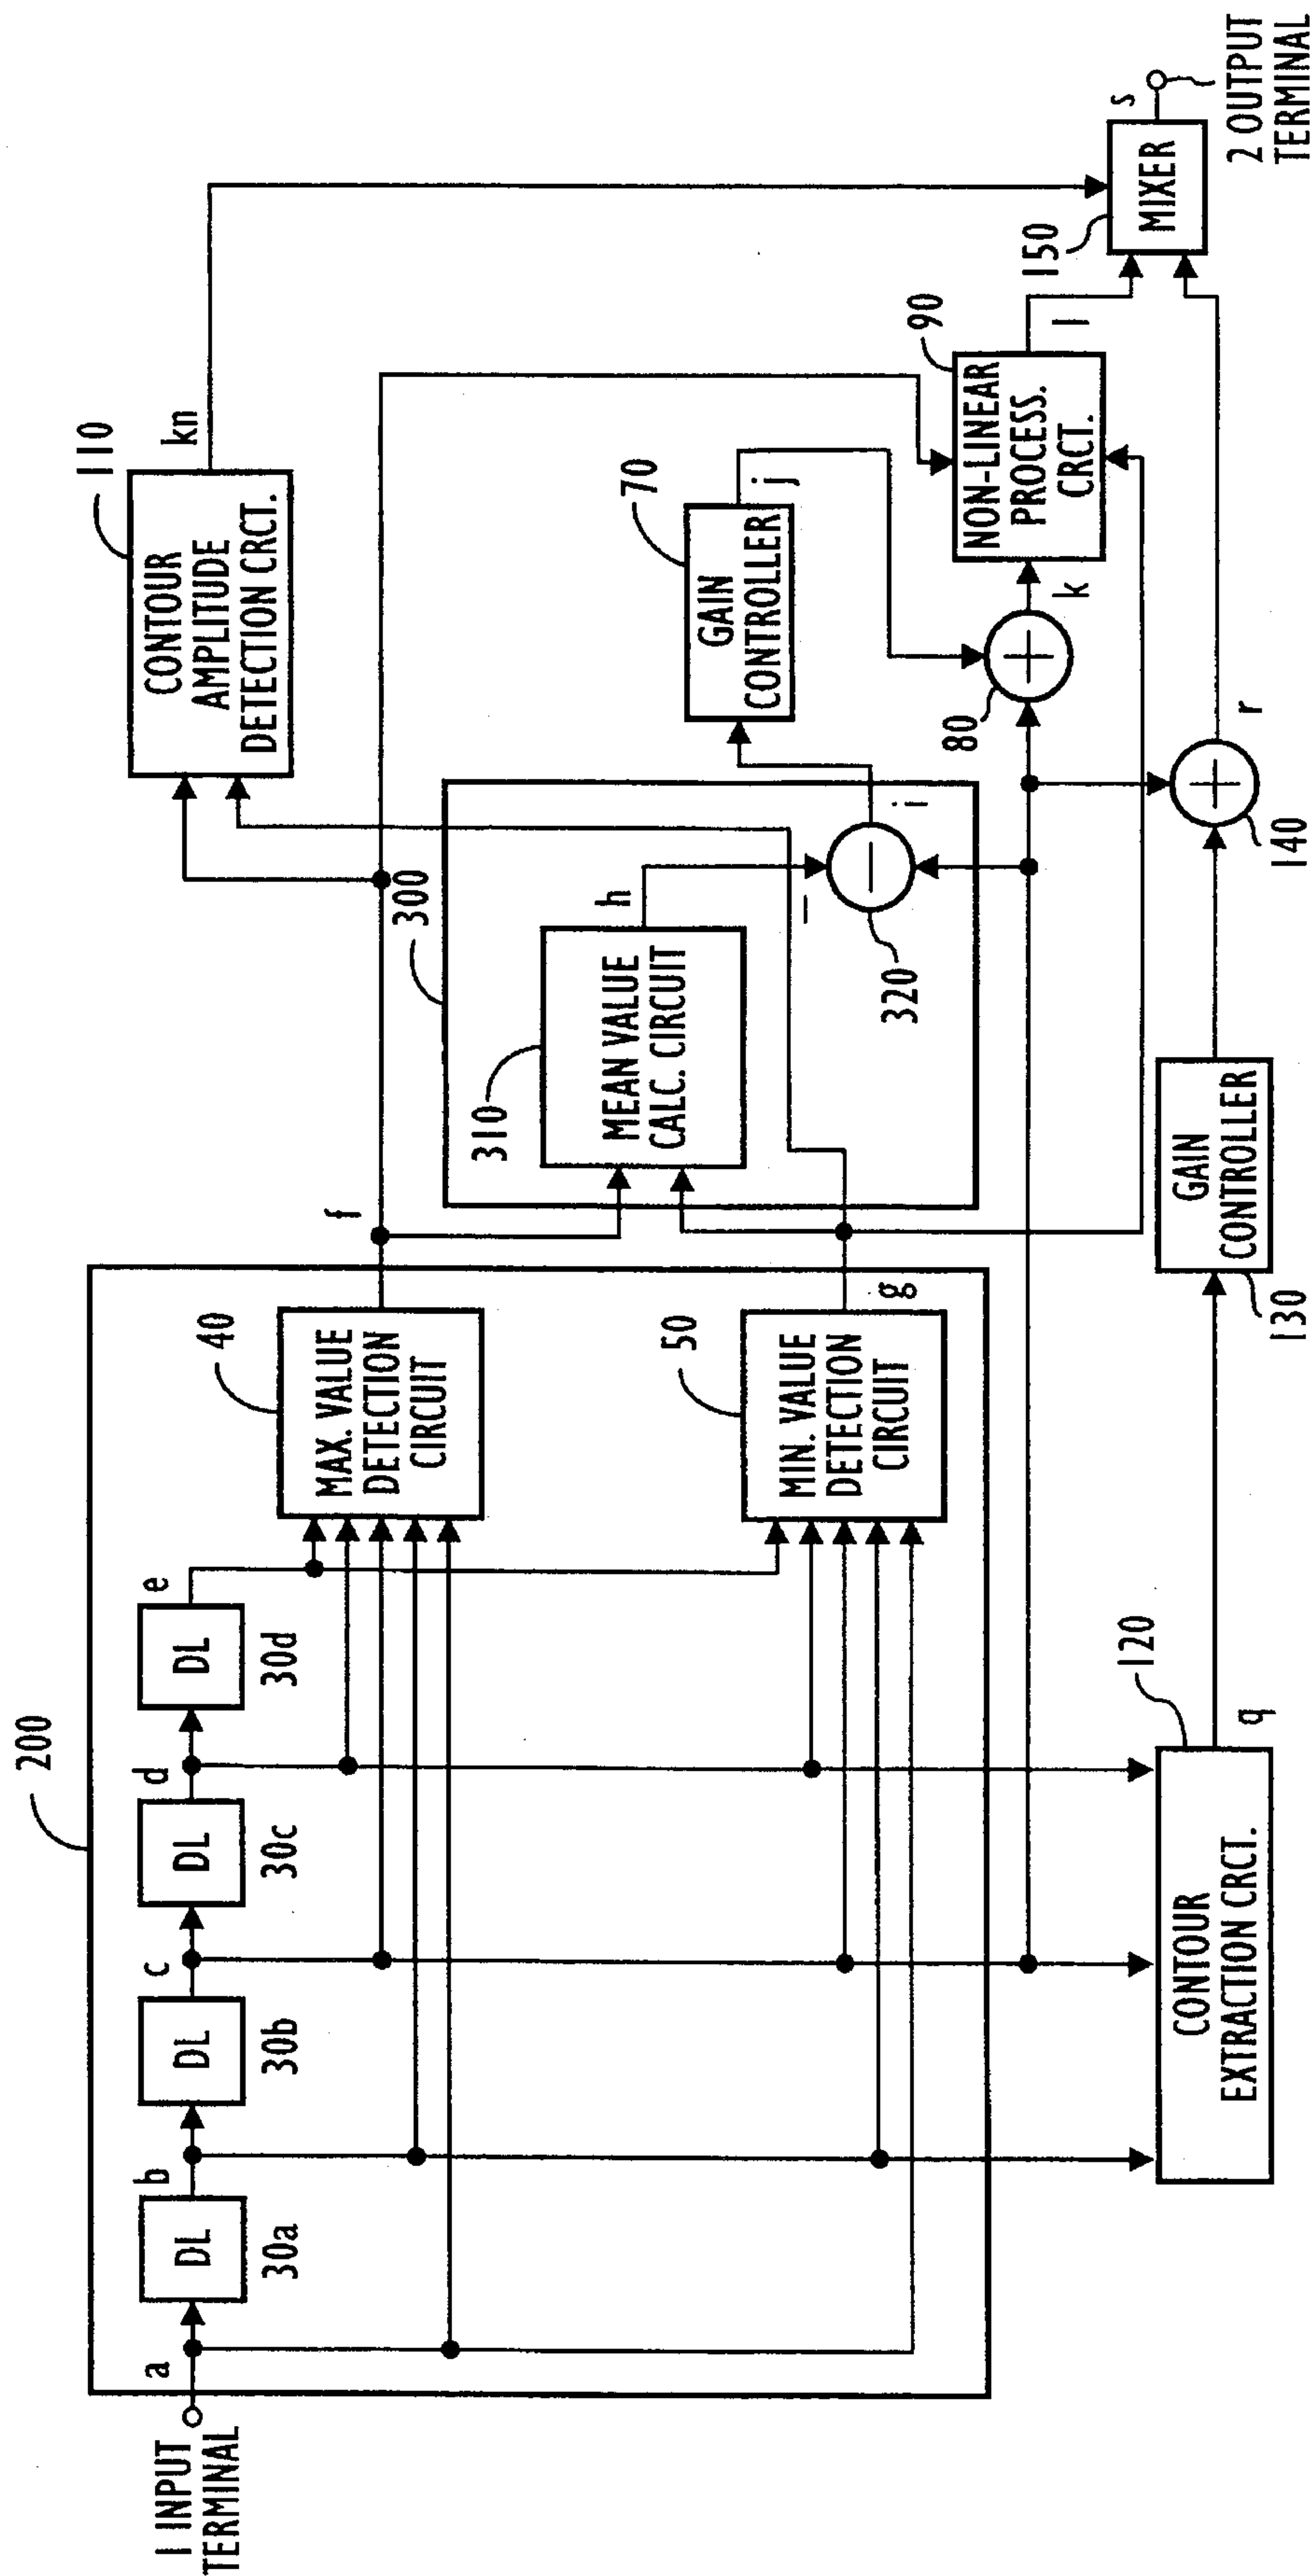 1 INPUT
TERMINAL
a
DL
30a
b
DL
30b
c
DL
30c
d
DL
30d
e
200
40
MAX. VALUE
DETECTION
CIRCUIT
50
MIN. VALUE
DETECTION
CIRCUIT
f
g
300
310
MEAN VALUE
CALC. CIRCUIT
h
−
−
320
i
110
CONTOUR
AMPLITUDE
DETECTION CRCT.
kn
70
GAIN
CONTROLLER
j
80
+
k
90
NON-LINEAR
PROCESS.
CRCT.
l
120
CONTOUR
EXTRACTION CRCT.
q
GAIN
CONTROLLER
130
140
+
r
150
MIXER
s
2 OUTPUT
TERMINAL